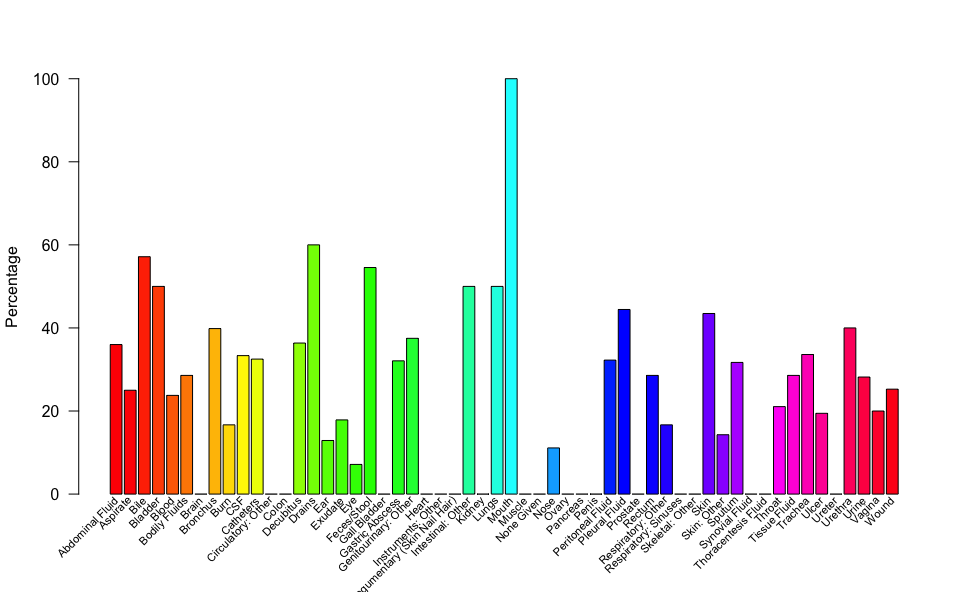 Percentage
100
80
60
40
20
0
Abdominal Fluid
Aspirate
Bile
Bladder
Blood
Bodily Fluids
Brain
Bronchus
Burn
CSF
Catheters
Circulatory: Other
Colon
Decubitus
Drains
Ear
Exudate
Eye
Feces/Stool
Gall Bladder
Gastric Abscess
Genitourinary: Other
Heart
Instruments: Other
egumentary (Skin Nail Hair)
Intestinal: Other
Kidney
Lungs
Mouth
Muscle
None Given
Nose
Ovary
Pancreas
Penis
Peritoneal Fluid
Pleural Fluid
Prostate
Rectum
Respiratory: Other
Respiratory: Sinuses
Skeletal: Other
Skin
Skin: Other
Sputum
Synovial Fluid
Thoracentesis Fluid
Throat
Tissue Fluid
Trachea
Ulcer
Ureter
Urethra
Urine
Vagina
Wound